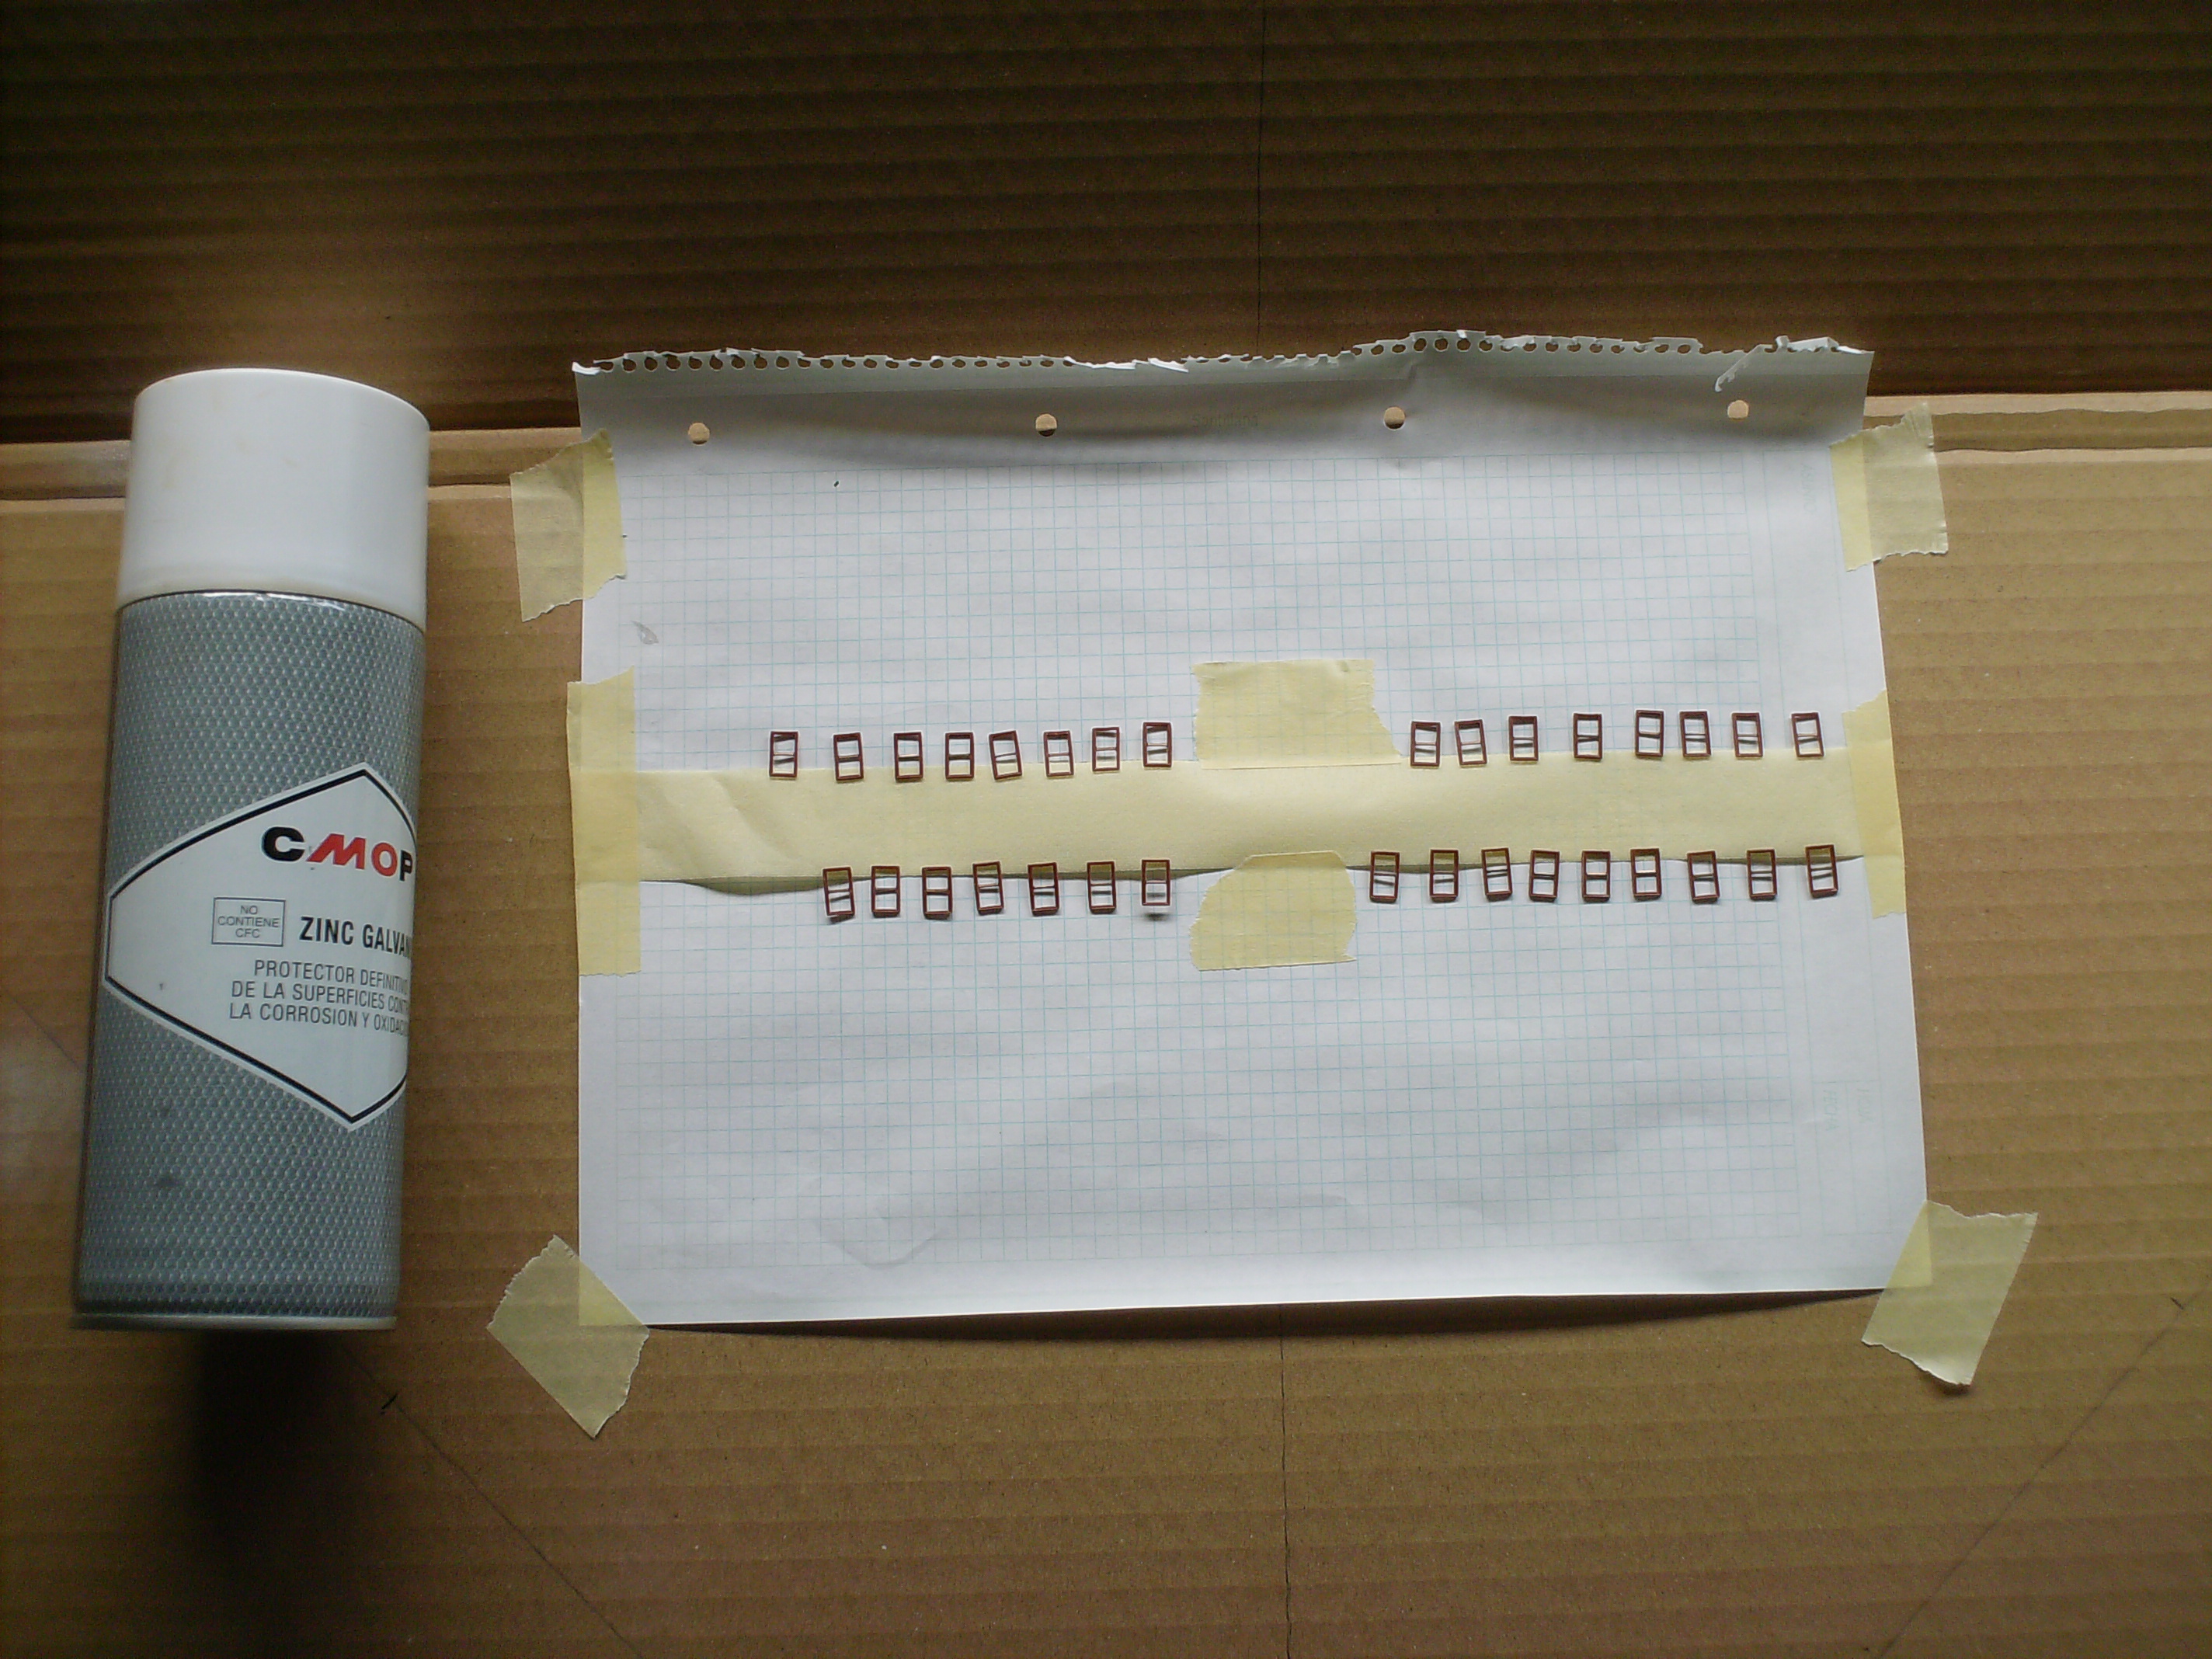 CMOP
NO
CONTIENE
CFC
ZINC GALVAN
PROTECTOR DEFINITIV
DE LA SUPERFICIES CONT
LA CORROSION Y OXIDAC